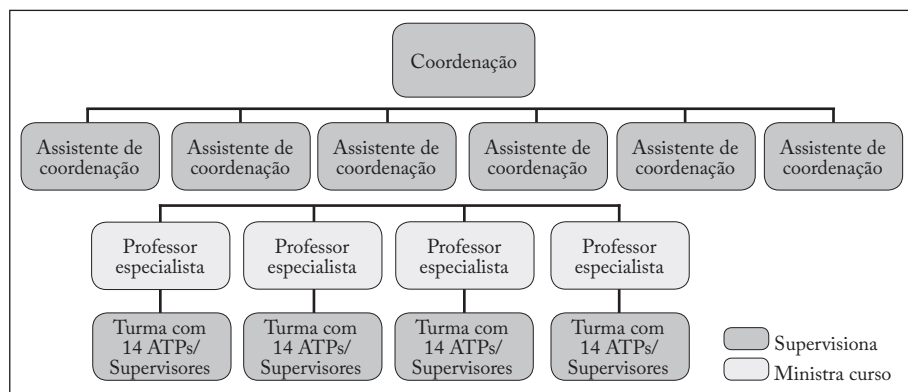 Coordenação
Assistente de
coordenação
Assistente de
coordenação
Assistente de
coordenação
Assistente de
coordenação
Assistente de
coordenação
Assistente de
coordenação
Professor
especialista
Professor
especialista
Professor
especialista
Professor
especialista
Turma com
14 ATPs/
Supervisores
Turma com
14 ATPs/
Supervisores
Turma com
14 ATPs/
Supervisores
Turma com
14 ATPs/
Supervisores
Supervisiona
Ministra curso